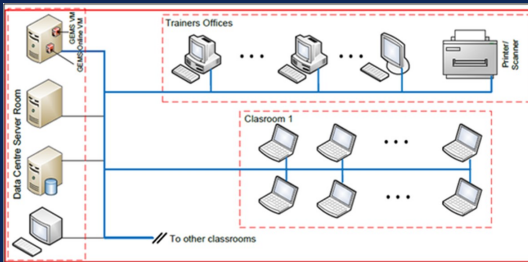 Trainers Offices
GEMS VM
GEMSOnline VM
Printer/
Scanner
Data Centre Server Room
Clasroom 1
To other classrooms